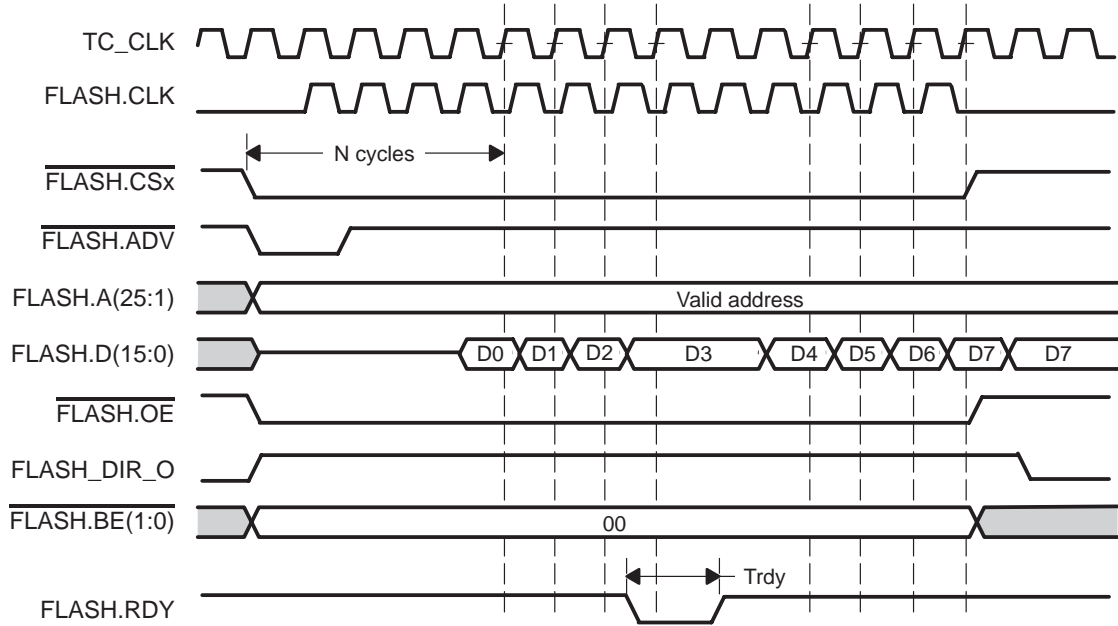 TC_CLK
FLASH.CLK
N cycles
FLASH.CSx
FLASH.ADV
FLASH.A(25:1)
Valid address
FLASH.D(15:0)
D0 D1 D2 D3 D4 D5 D6 D7 D7
FLASH.OE
FLASH_DIR_O
FLASH.BE(1:0)
00
Trdy
FLASH.RDY